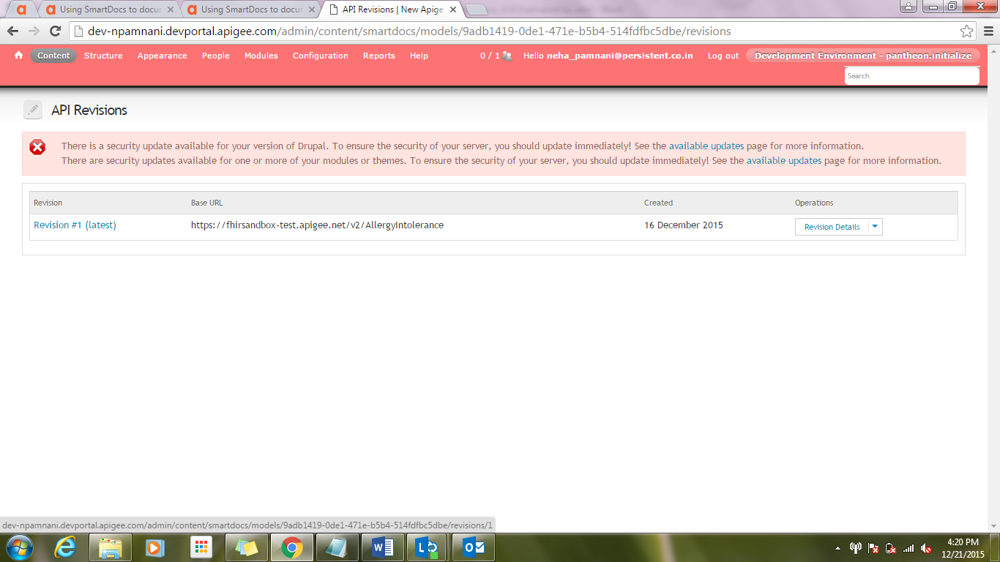 Using SmartDocs to docum
Using SmartDocs to docum
API Revisions | New Apige
dev-npamnani.devportal.apigee.com/admin/content/smartdocs/models/9adb1419-0de1-471e-b5b4-514fdfbc5dbe/revisions
Content Structure Appearance People Modules Configuration Reports Help 0 / 1 Hello neha_pamnani@persistent.co.in Log out Development Environment - pantheon.initialize
Search
API Revisions
There is a security update available for your version of Drupal. To ensure the security of your server, you should update immediately! See the available updates page for more information.
There are security updates available for one or more of your modules or themes. To ensure the security of your server, you should update immediately! See the available updates page for more information.
Revision Base URL Created Operations
Revision #1 (latest) https://fhirsandbox-test.apigee.net/v2/AllergyIntolerance 16 December 2015 Revision Details
dev-npamnani.devportal.apigee.com/admin/content/smartdocs/models/9adb1419-0de1-471e-b5b4-514fdfbc5dbe/revisions/1
4:20 PM
12/21/2015